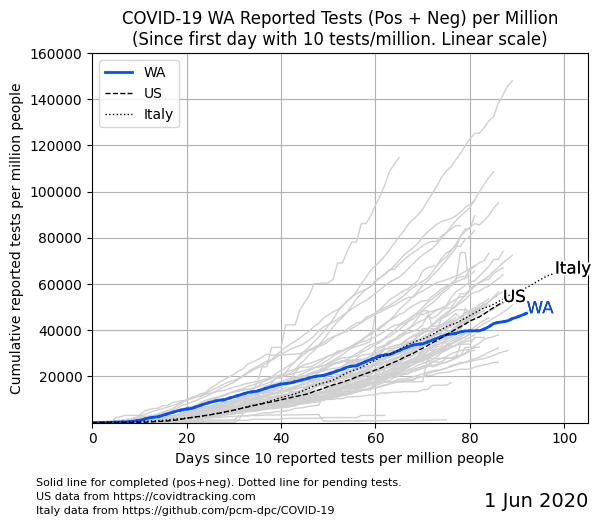 COVID-19 WA Reported Tests (Pos + Neg) per Million
(Since first day with 10 tests/million. Linear scale)
Cumulative reported tests per million people
160000
140000
120000
100000
80000
60000
40000
20000
WA
US
Italy
Italy
US
WA
0
20
40
60
80
100
Days since 10 reported tests per million people
Solid line for completed (pos+neg). Dotted line for pending tests.
US data from https://covidtracking.com
Italy data from https://github.com/pcm-dpc/COVID-19
1 Jun 2020